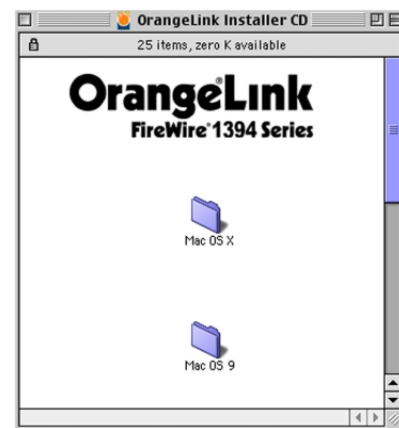 OrangeLink Installer CD
25 items, zero K available
OrangeLink®
FireWire®1394 Series
Mac OS X
Mac OS 9